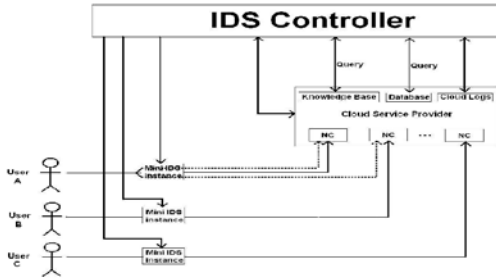 IDS Controller
Query
Query
Knowledge Base
Database
Cloud Logs
Cloud Service Provider
NC
NC
...
NC
User
A
Mini IDS
Instance
User
B
Mini IDS
Instance
User
C
Mini IDS
Instance